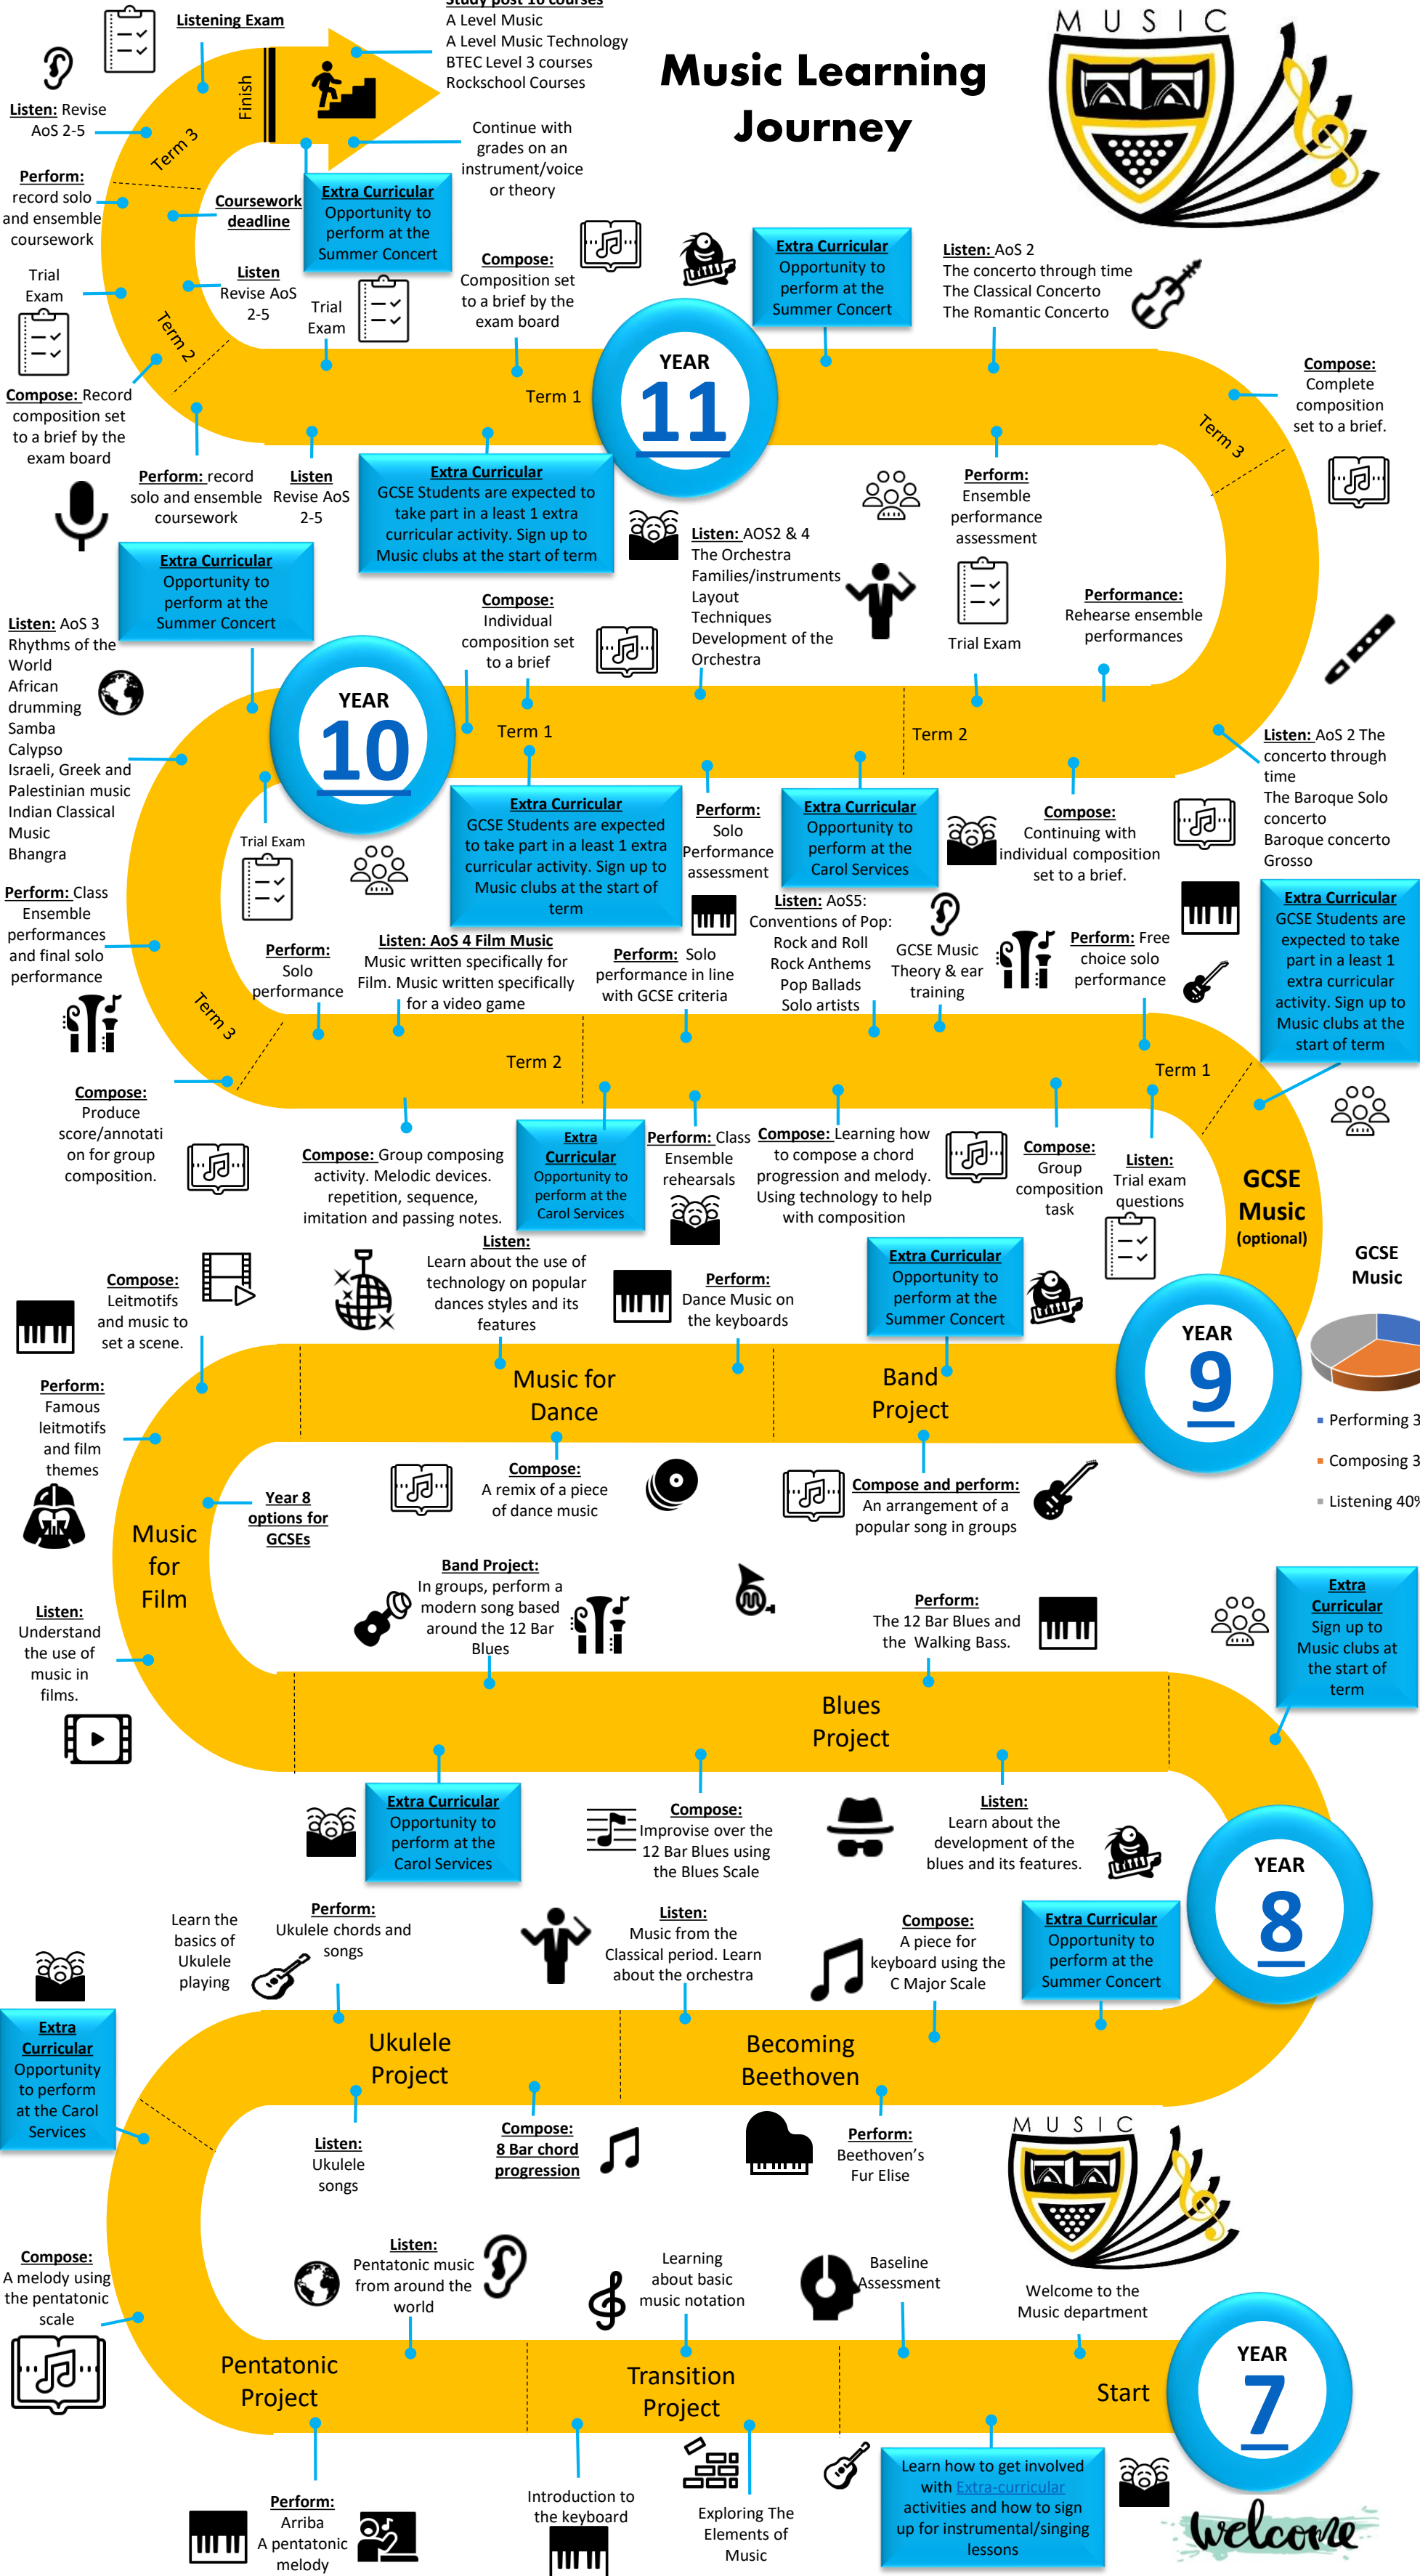 Study post 16 courses
A Level Music
A Level Music Technology
BTEC Level 3 courses
Rockschool Courses
Music Learning
Journey
MUSIC
Listening Exam
Finish
Listen: Revise
AoS 2-5
Term 3
Continue with
grades on an
instrument/voice
or theory
Perform:
record solo
and ensemble
coursework
Coursework
deadline
Extra Curricular
Opportunity to
perform at the
Summer Concert
Trial
Exam
Listen
Revise AoS
2-5
Term 2
Trial
Exam
Compose:
Composition set
to a brief by the
exam board
Extra Curricular
Opportunity to
perform at the
Summer Concert
Listen: AoS 2
The concerto through time
The Classical Concerto
The Romantic Concerto
YEAR
11
Term 1
Compose:
Complete
composition
set to a brief.
Term 3
Compose: Record
composition set
to a brief by the
exam board
Perform: record
solo and ensemble
coursework
Listen
Revise AoS
2-5
Extra Curricular
GCSE Students are expected to
take part in a least 1 extra
curricular activity. Sign up to
Music clubs at the start of term
Perform:
Ensemble
performance
assessment
Trial Exam
Listen: AOS2 & 4
The Orchestra
Families/instruments
Layout
Techniques
Development of the
Orchestra
Performance:
Rehearse ensemble
performances
Extra Curricular
Opportunity to
perform at the
Summer Concert
Compose:
Individual
composition set
to a brief
Listen: AoS 3
Rhythms of the
World
African
drumming
Samba
Calypso
Israeli, Greek and
Palestinian music
Indian Classical
Music
Bhangra
YEAR
10
Term 1
Term 2
Listen: AoS 2 The
concerto through
time
The Baroque Solo
concerto
Baroque concerto
Grosso
Trial Exam
Extra Curricular
GCSE Students are expected
to take part in a least 1 extra
curricular activity. Sign up to
Music clubs at the start of
term
Perform:
Solo
Performance
assessment
Extra Curricular
Opportunity to
perform at the
Carol Services
Compose:
Continuing with
individual composition
set to a brief.
Perform: Class
Ensemble
performances
and final solo
performance
Term 3
Perform:
Solo
performance
Listen: AoS 4 Film Music
Music written specifically for
Film. Music written specifically
for a video game
Perform: Solo
performance in line
with GCSE criteria
Listen: AoS5:
Conventions of Pop:
Rock and Roll
Rock Anthems
Pop Ballads
Solo artists
GCSE Music
Theory & ear
training
Perform: Free
choice solo
performance
Extra Curricular
GCSE Students are
expected to take
part in a least 1
extra curricular
activity. Sign up to
Music clubs at the
start of term
Term 2
Term 1
Compose:
Produce
score/annotati
on for group
composition.
Compose: Group composing
activity. Melodic devices.
repetition, sequence,
imitation and passing notes.
Extra
Curricular
Opportunity to
perform at the
Carol Services
Perform: Class
Ensemble
rehearsals
Compose: Learning how
to compose a chord
progression and melody.
Using technology to help
with composition
Compose:
Group
composition
task
Listen:
Trial exam
questions
GCSE
Music
(optional)
GCSE
Music
Performing 3
Composing 3
Listening 40%
Compose:
Leitmotifs
and music to
set a scene.
Listen:
Learn about the use of
technology on popular
dances styles and its
features
Perform:
Dance Music on
the keyboards
Extra Curricular
Opportunity to
perform at the
Summer Concert
YEAR
9
Music for
Dance
Band
Project
Perform:
Famous
leitmotifs
and film
themes
Year 8
options for
GCSEs
Music
for
Film
Compose:
A remix of a piece
of dance music
Compose and perform:
An arrangement of a
popular song in groups
Listen:
Understand
the use of
music in
films.
Band Project:
In groups, perform a
modern song based
around the 12 Bar
Blues
Perform:
The 12 Bar Blues and
the Walking Bass.
Extra
Curricular
Sign up to
Music clubs at
the start of
term
Blues
Project
Extra Curricular
Opportunity to
perform at the
Carol Services
Compose:
Improvise over the
12 Bar Blues using
the Blues Scale
Listen:
Learn about the
development of the
blues and its features.
YEAR
8
Learn the
basics of
Ukulele
playing
Perform:
Ukulele chords and
songs
Listen:
Music from the
Classical period. Learn
about the orchestra
Compose:
A piece for
keyboard using the
C Major Scale
Extra Curricular
Opportunity to
perform at the
Summer Concert
Extra
Curricular
Opportunity
to perform
at the Carol
Services
Ukulele
Project
Becoming
Beethoven
Listen:
Ukulele
songs
Compose:
8 Bar chord
progression
Perform:
Beethoven's
Fur Elise
MUSIC
Compose:
A melody using
the pentatonic
scale
Listen:
Pentatonic music
from around the
world
Learning
about basic
music notation
Baseline
Assessment
Welcome to the
Music department
Pentatonic
Project
Transition
Project
Start
YEAR
7
Perform:
Arriba
A pentatonic
melody
Introduction to
the keyboard
Exploring The
Elements of
Music
Learn how to get involved
with Extra-curricular
activities and how to sign
up for instrumental/singing
lessons
welcome